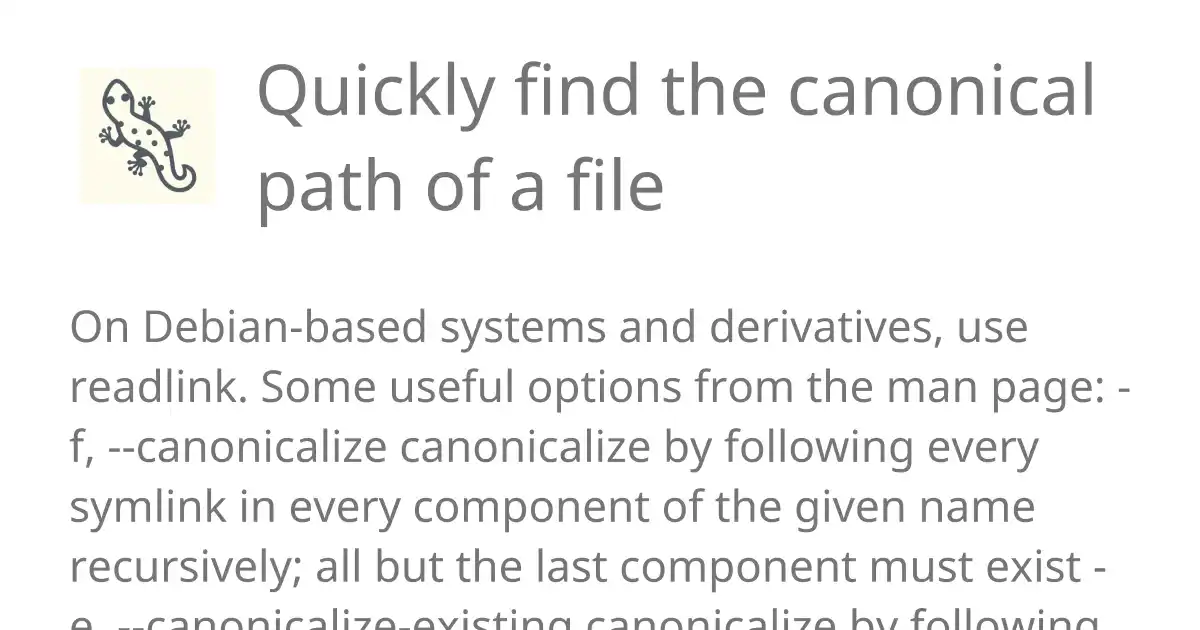 Quickly find the canonical
path of a file
On Debian-based systems and derivatives, use
readlink. Some useful options from the man page: -
f, --canonicalize canonicalize by following every
symlink in every component of the given name
recursively; all but the last component must exist -
e, --canonicalize-existing canonicalize by following